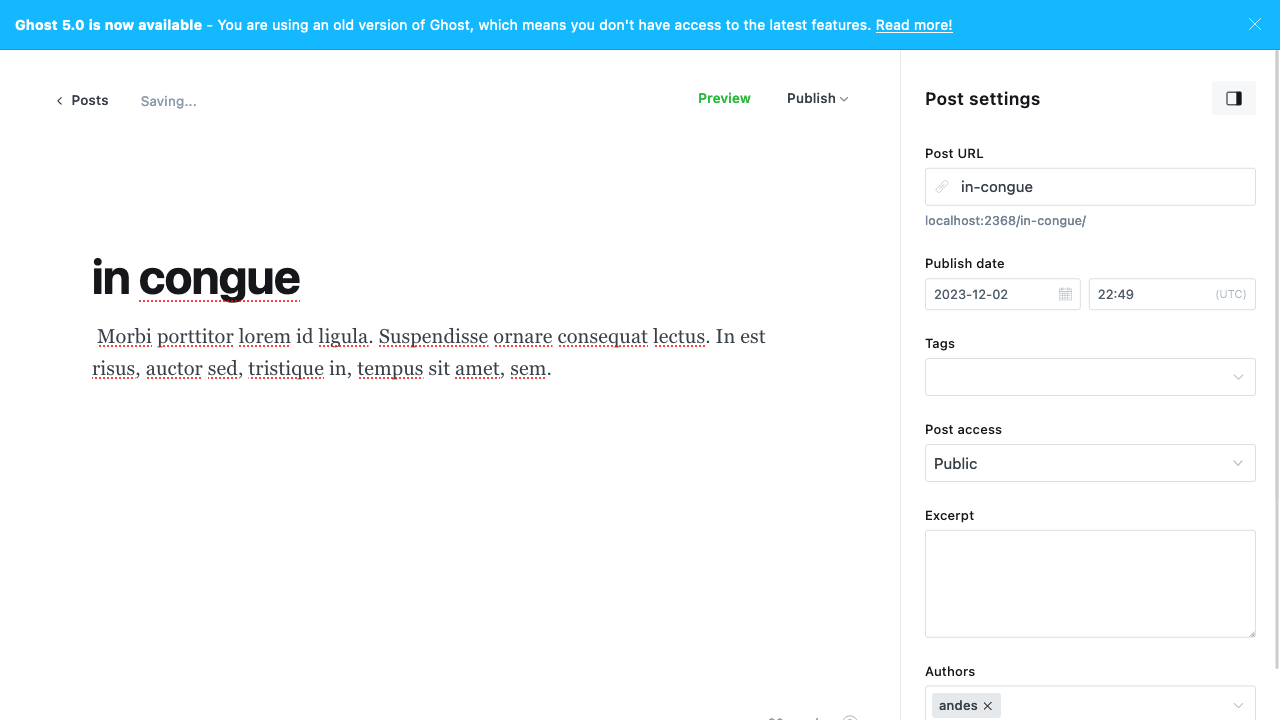 Ghost 5.0 is now available - You are using an old version of Ghost, which means you don't have access to the latest features. Read more!
Posts
Saving...
Preview
Publish
Post settings
Post URL
in-congue
localhost:2368/in-congue/
Publish date
2023-12-02
22:49
(UTC)
Tags
Post access
Public
Excerpt
Authors
andes
in congue
Morbi porttitor lorem id ligula. Suspendisse ornare consequat lectus. In est
risus, auctor sed, tristique in, tempus sit amet, sem.